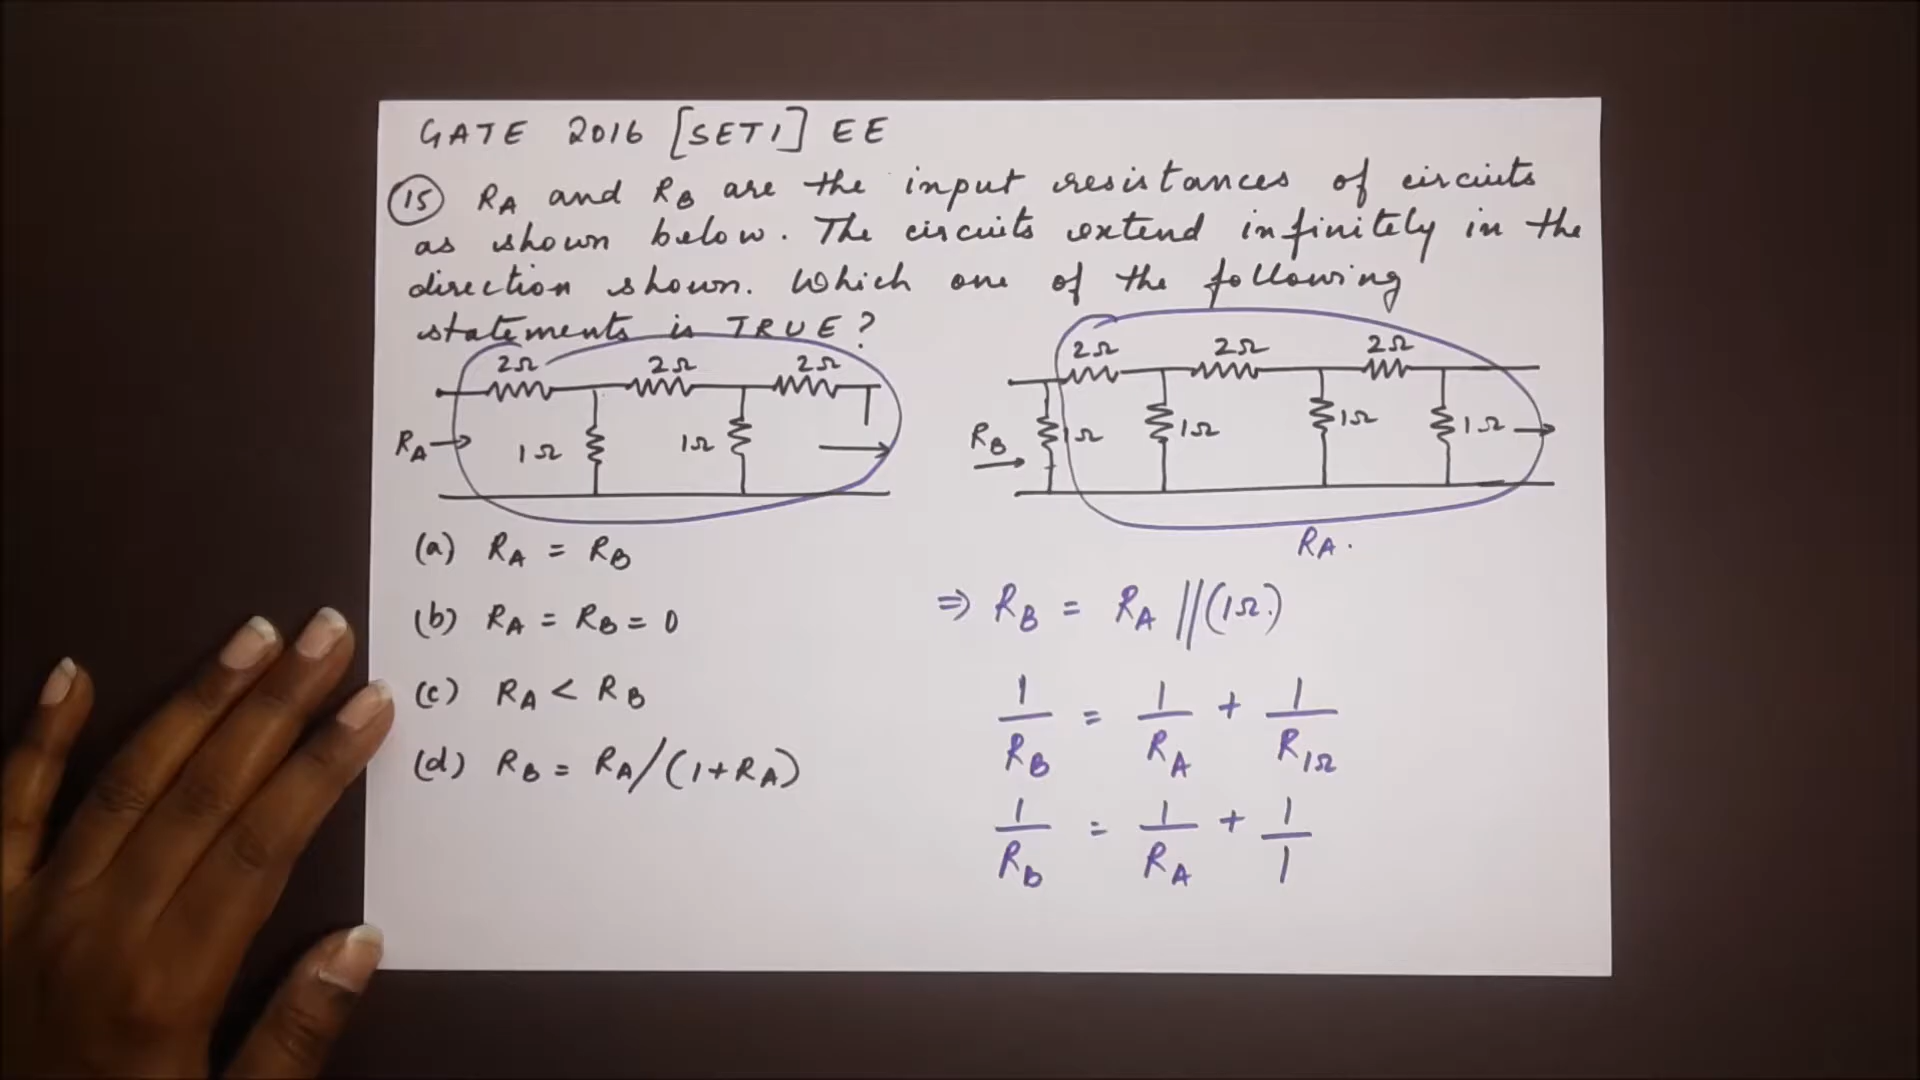 GATE 2016 [SET1] EE
(15) RA and RB are the input resistances of circuits
as shown below. The circuits extend infinitely in the
direction shown. Which one of the following
statements is TRUE?
2Ω 2Ω 2Ω
RA 1Ω 1Ω
2Ω 2Ω 2Ω
RB 1Ω 1Ω 1Ω 1Ω
RA.
(a) RA = RB
(b) RA = RB = 0
(c) RA < RB
(d) RB = RA/(1+RA)
⇒ RB = RA ∥(1Ω.)
1/RB = 1/RA + 1/R1Ω
1/RB = 1/RA + 1/1